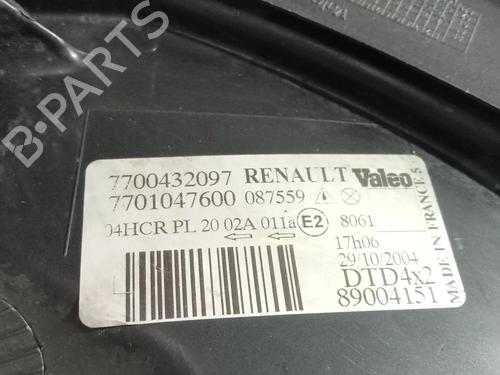 B-PARTS
7700432097 RENAULT Valeo
7701047600 087559
04HCR PL 20 02A 011a E2 8061
17h06
29/10/2004
DTD4x2
89004151
MADE IN FRANCE 5